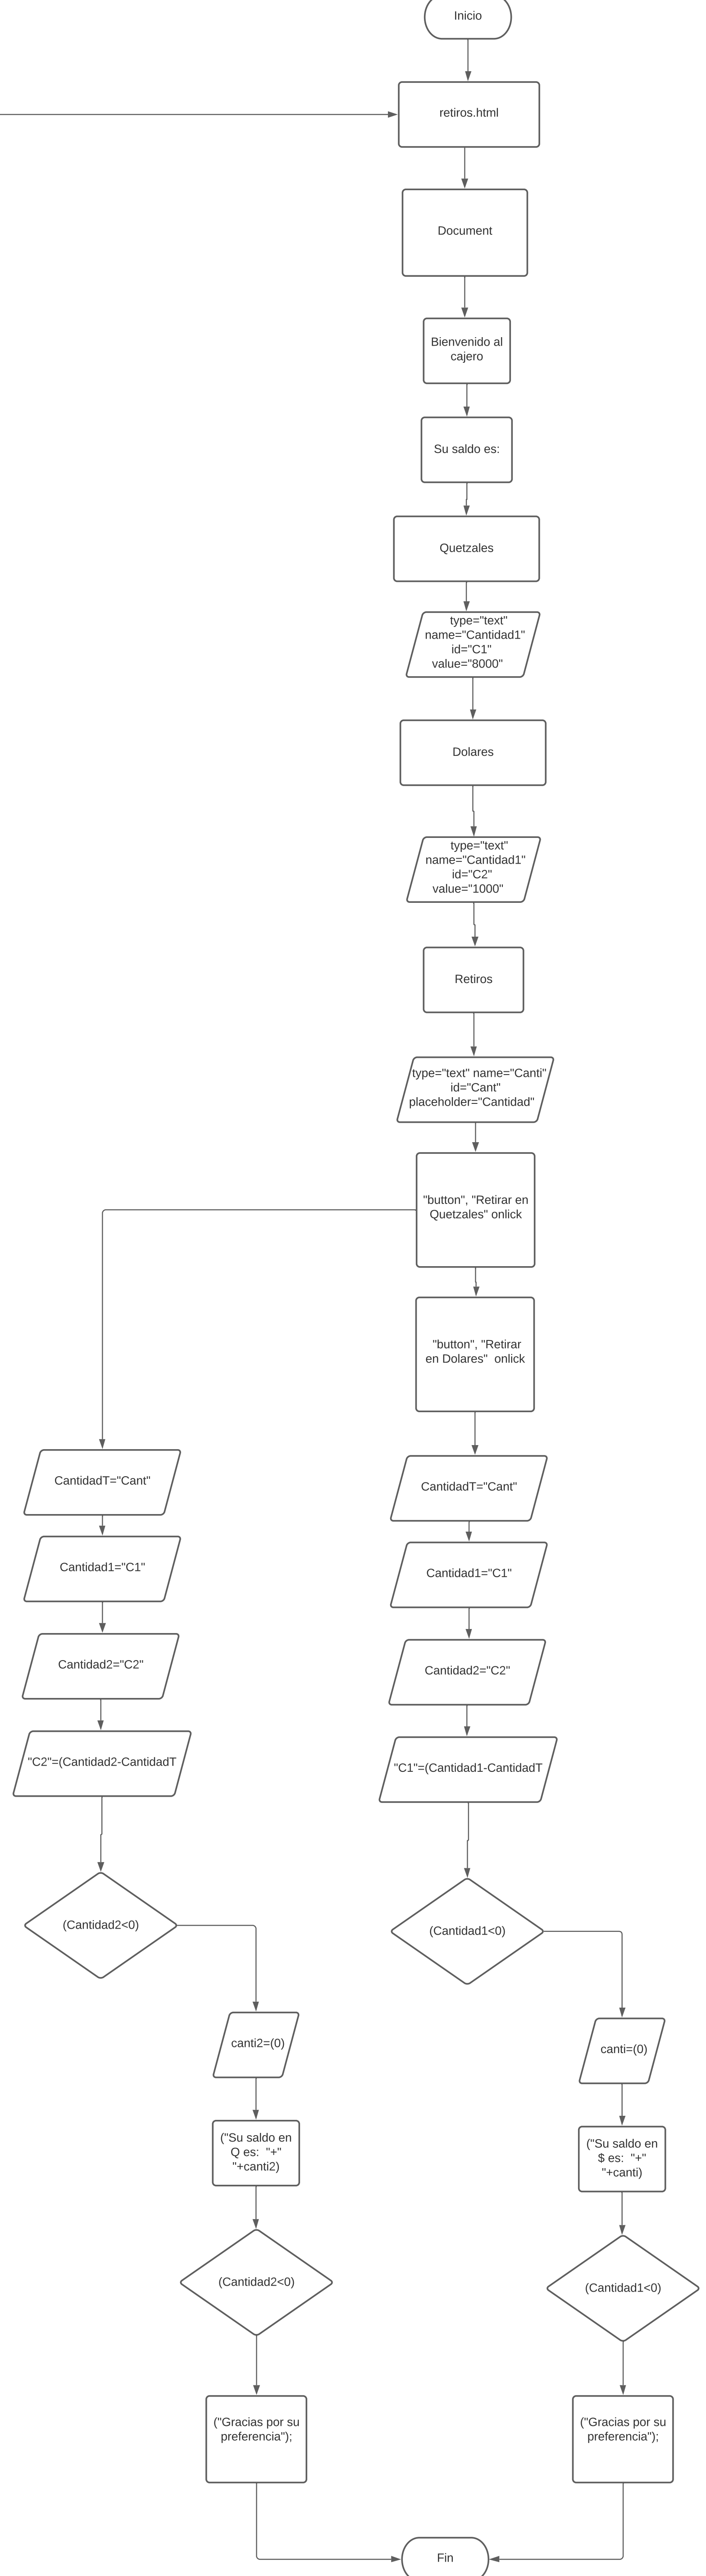 Inicio
retiros.html
Document
Bienvenido al
cajero
Su saldo es:
Quetzales
type="text"
name="Cantidad1"
id="C1"
value="8000"
Dolares
type="text"
name="Cantidad1"
id="C2"
value="1000"
Retiros
type="text" name="Canti"
id="Cant"
placeholder="Cantidad"
"button", "Retirar en
Quetzales" onlick
"button", "Retirar
en Dolares"  onlick
CantidadT="Cant"
Cantidad1="C1"
Cantidad2="C2"
"C2"=(Cantidad2-CantidadT
(Cantidad2<0)
canti2=(0)
("Su saldo en
Q es:  "+"
"+canti2)
(Cantidad2<0)
("Gracias por su
preferencia");
CantidadT="Cant"
Cantidad1="C1"
Cantidad2="C2"
"C1"=(Cantidad1-CantidadT
(Cantidad1<0)
canti=(0)
("Su saldo en
$ es:  "+"
"+canti)
(Cantidad1<0)
("Gracias por su
preferencia");
Fin